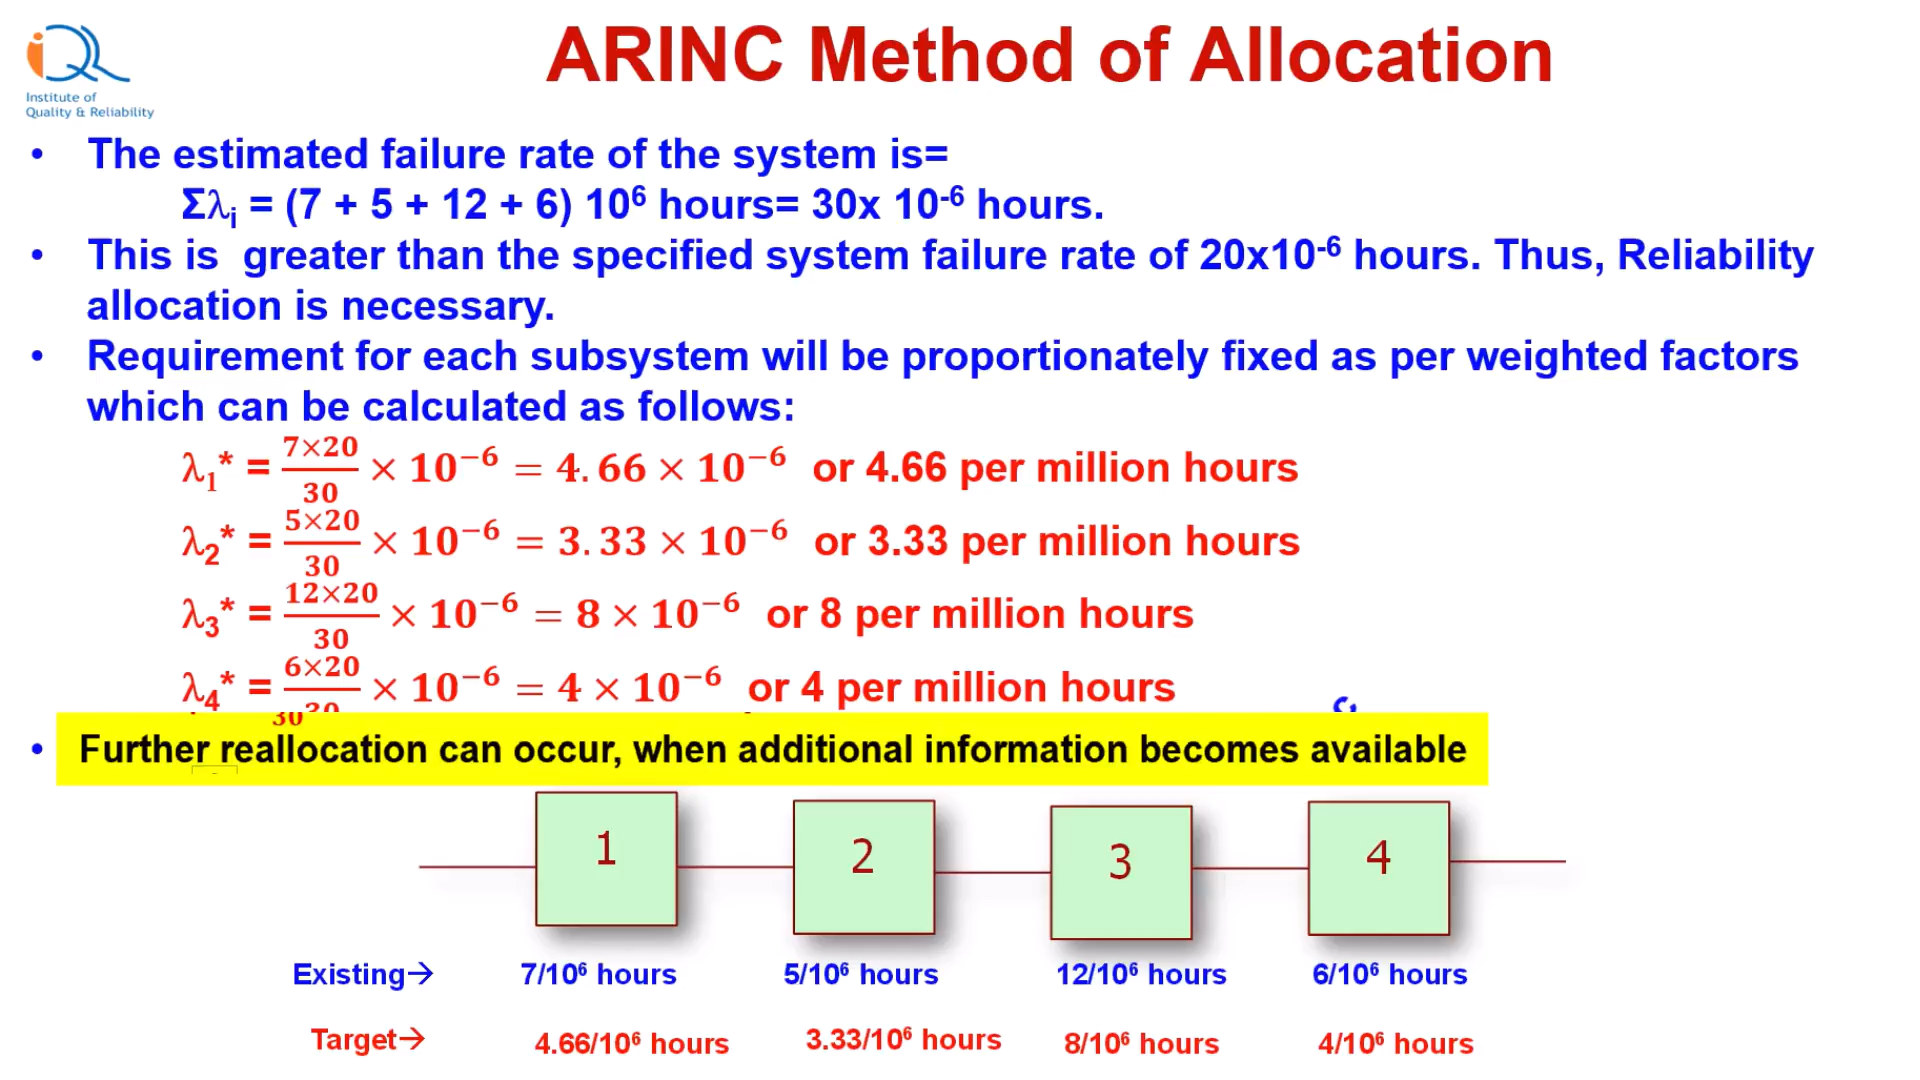 iQR
Institute of
Quality & Reliability
ARINC Method of Allocation
• The estimated failure rate of the system is=
Σλi = (7 + 5 + 12 + 6) 10⁶ hours= 30x 10⁻⁶ hours.
• This is greater than the specified system failure rate of 20x10⁻⁶ hours. Thus, Reliability
allocation is necessary.
• Requirement for each subsystem will be proportionately fixed as per weighted factors
which can be calculated as follows:
λ₁* = 7×20/30 × 10⁻⁶ = 4.66 × 10⁻⁶ or 4.66 per million hours
λ₂* = 5×20/30 × 10⁻⁶ = 3.33 × 10⁻⁶ or 3.33 per million hours
λ₃* = 12×20/30 × 10⁻⁶ = 8 × 10⁻⁶ or 8 per million hours
λ₄* = 6×20/30 × 10⁻⁶ = 4 × 10⁻⁶ or 4 per million hours
• Further reallocation can occur, when additional information becomes available
1 2 3 4
Existing→ 7/10⁶ hours 5/10⁶ hours 12/10⁶ hours 6/10⁶ hours
Target→ 4.66/10⁶ hours 3.33/10⁶ hours 8/10⁶ hours 4/10⁶ hours